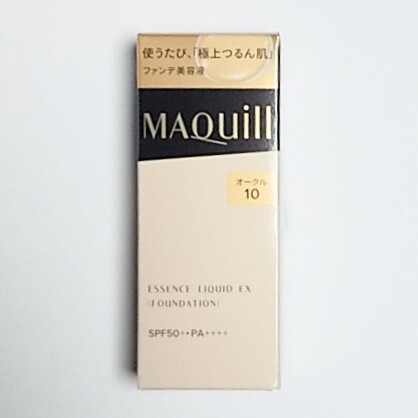 使うたび、「極上つるん肌」
ファンデ美容液
MAQuill
オークル
10
ESSENCE LIQUID EX
(FOUNDATION)
SPF50+・PA++++